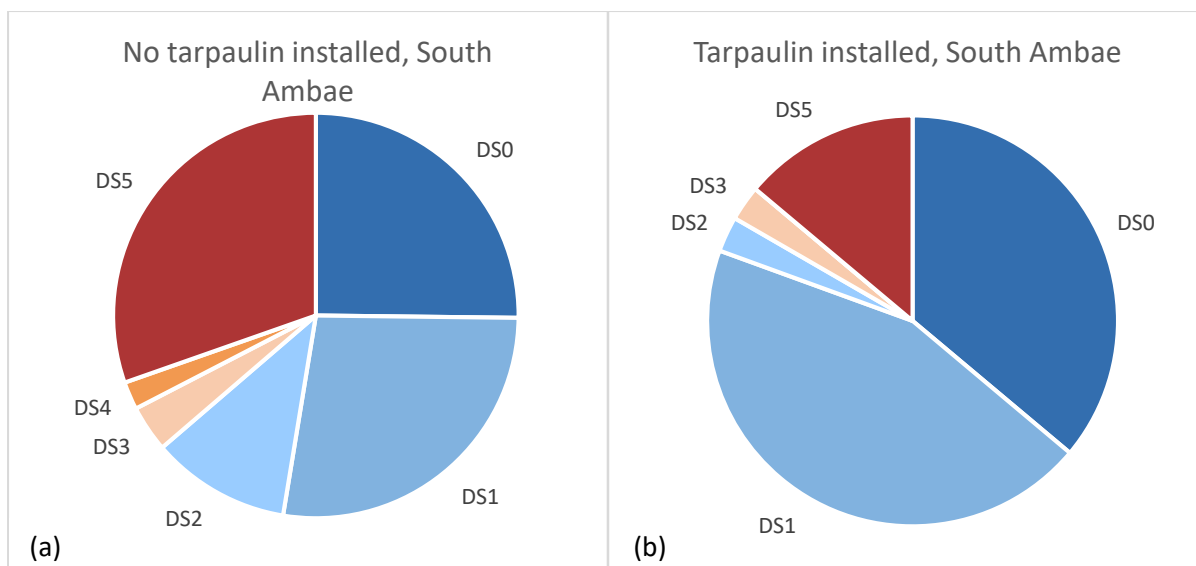 No tarpaulin installed, South
Ambae
DS0
DS1
DS2
DS3
DS4
DS5
(a)
Tarpaulin installed, South Ambae
DS0
DS1
DS2
DS3
DS5
(b)